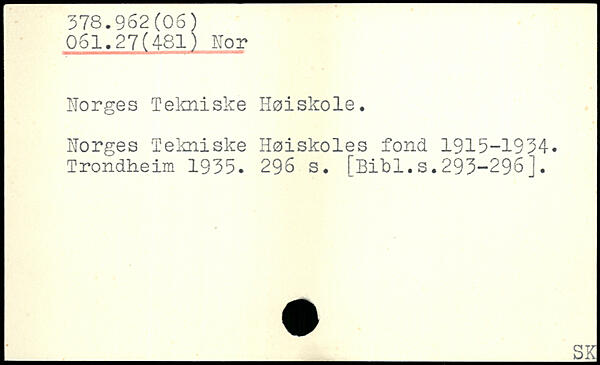 378.962(06)
061.27(481) Nor
Norges Tekniske Høiskole.
Norges Tekniske Høiskoles fond 1915-1934.
Trondheim 1935. 296 s. [Bibl.s.293-296].
SK